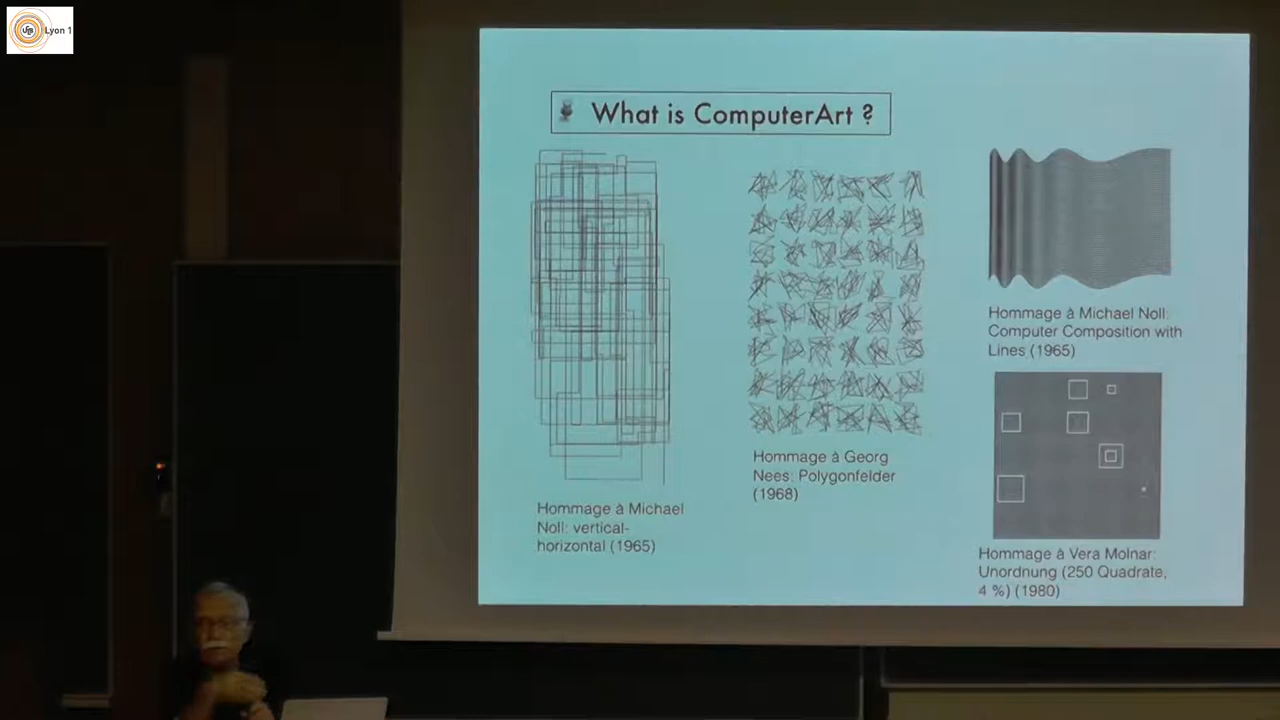 Lyon 1
What is ComputerArt ?
Hommage à Michael
Noll: vertical-
horizontal (1965)
Hommage à Georg
Nees: Polygonfelder
(1968)
Hommage à Michael Noll:
Computer Composition with
Lines (1965)
Hommage à Vera Molnar:
Unordnung (250 Quadrate,
4 %) (1980)